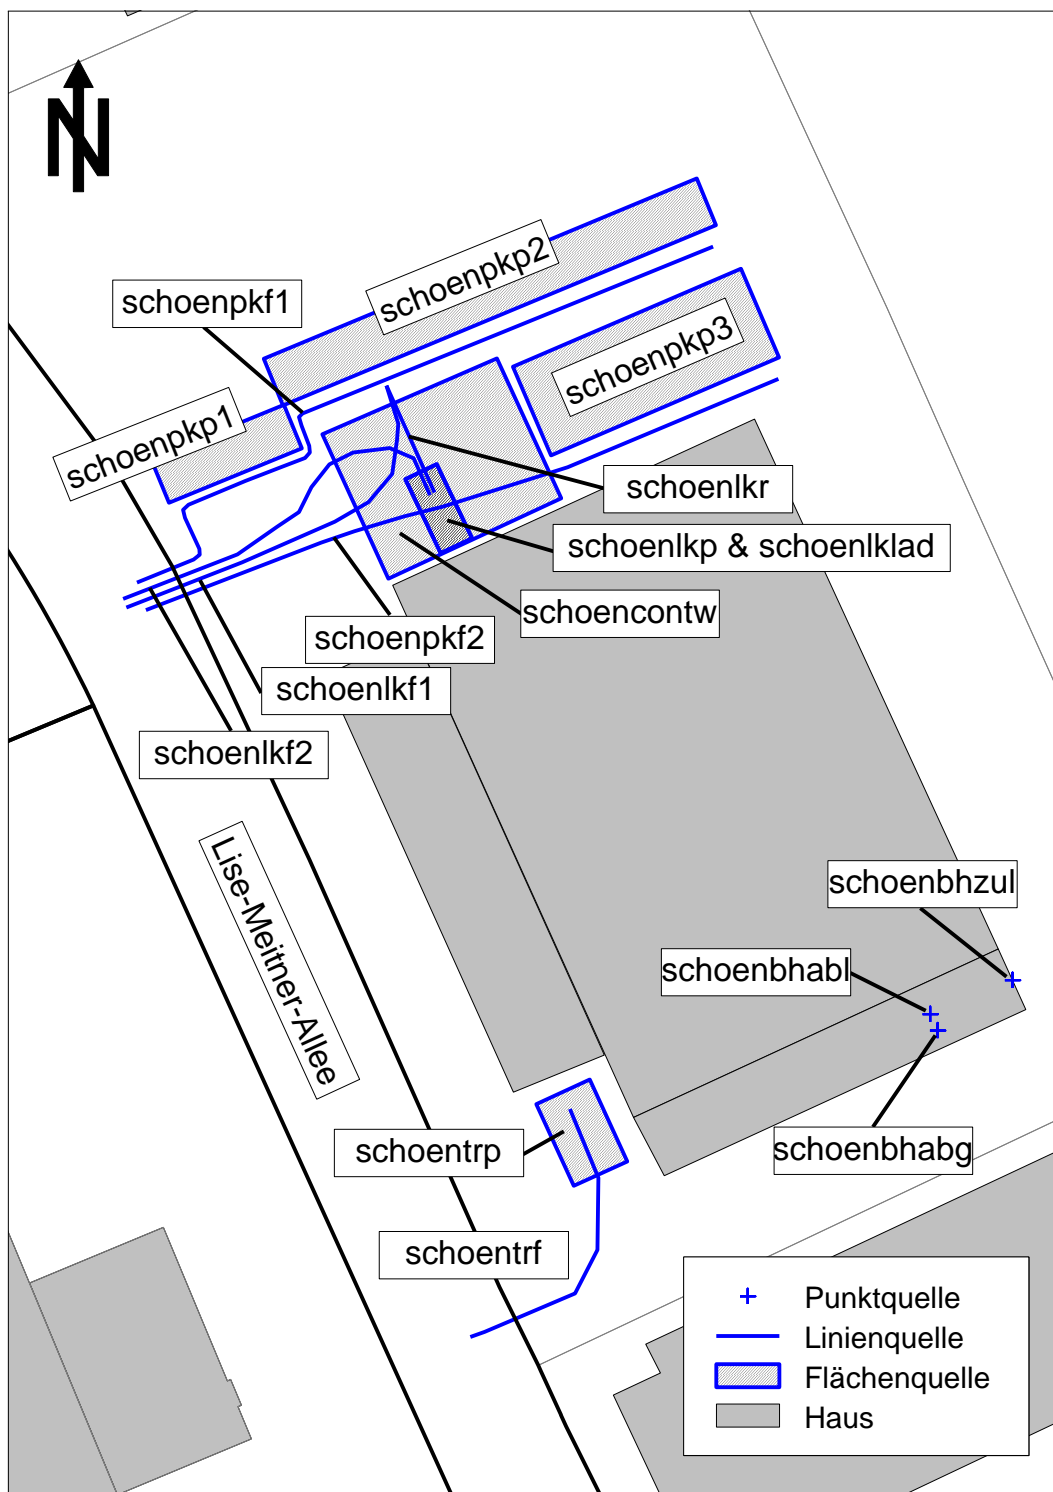 N
schoenpkp2
schoenpkf1
schoenpkp3
schoenpkp1
schoenlkr
schoenlkp & schoenlklad
schoencontw
schoenpkf2
schoenlkf1
schoenlkf2
Lise-Meitner-Allee
schoenbhzul
schoenbhabl
schoenbhabg
schoentrp
schoentrf
Punktquelle
Linienquelle
Flächenquelle
Haus